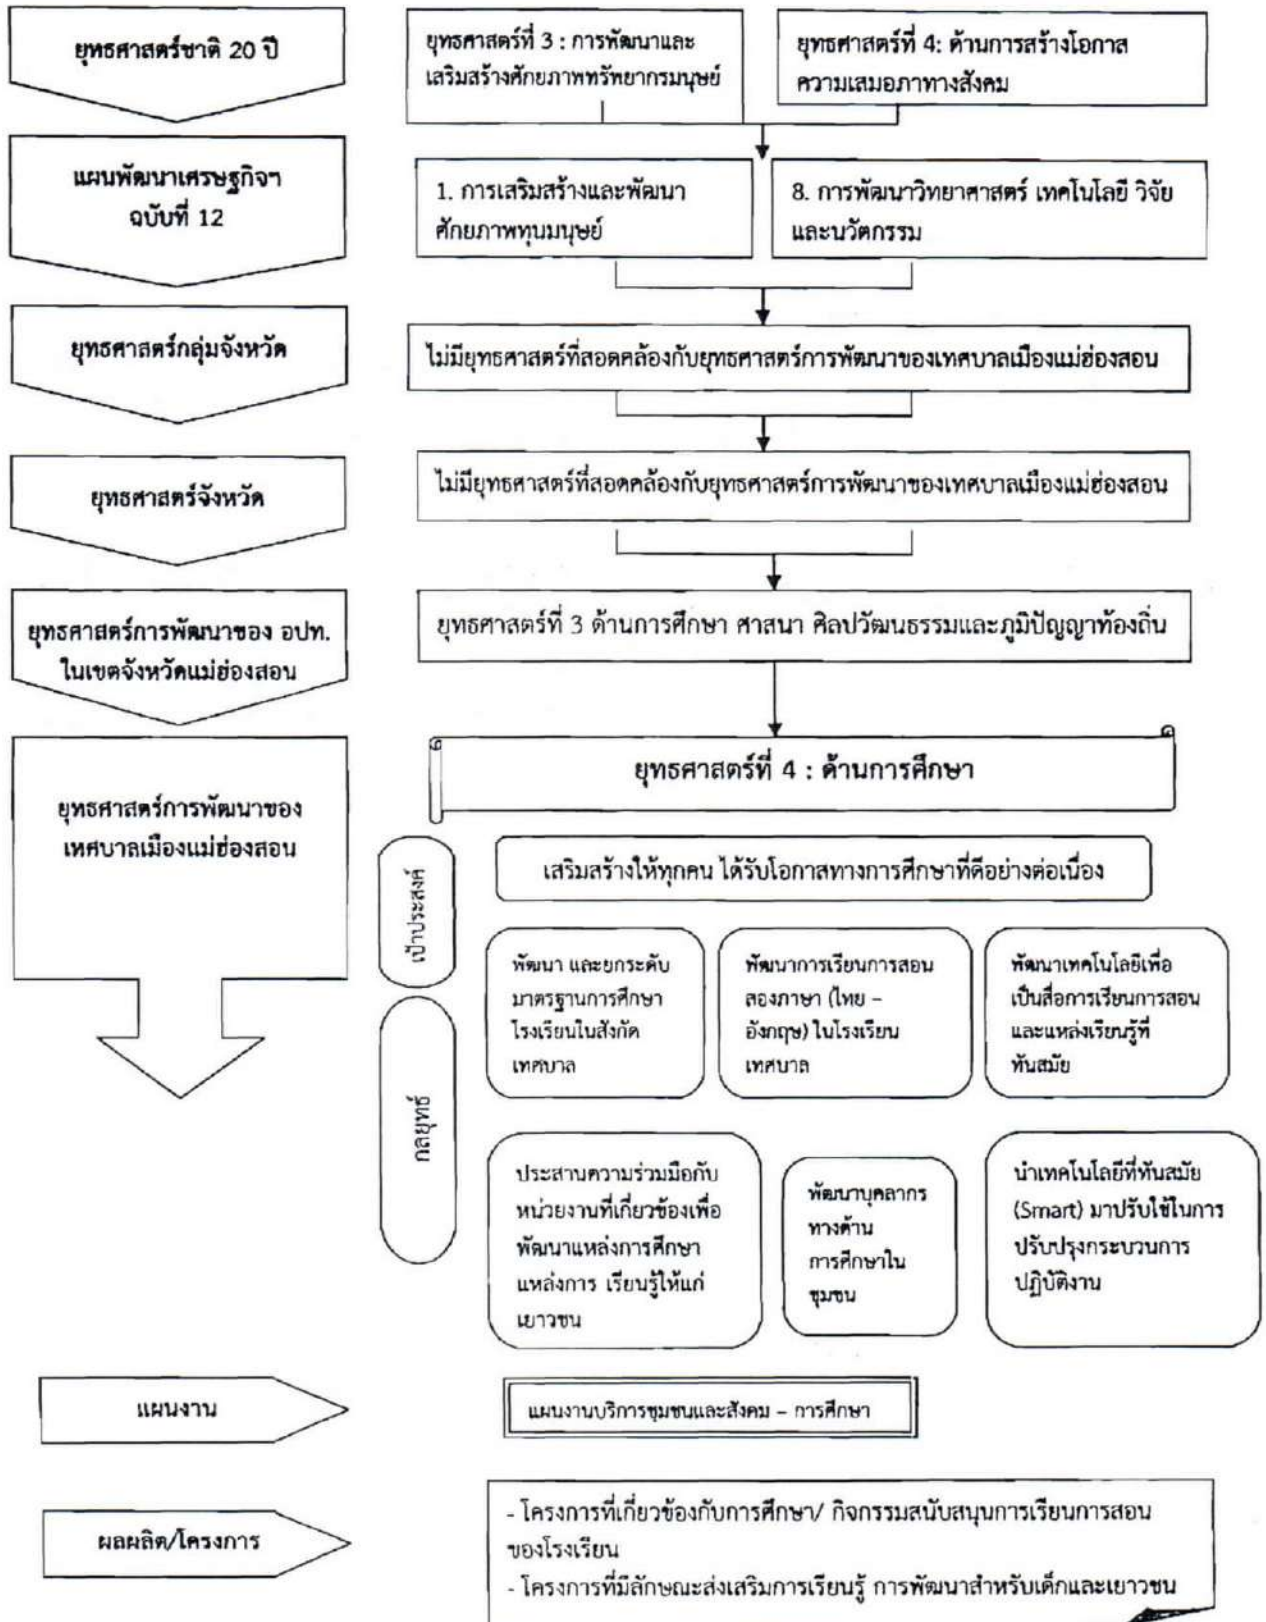 ยุทธศาสตร์ชาติ 20 ปี
ยุทธศาสตร์ที่ 3 : การพัฒนาและ
เสริมสร้างศักยภาพทรัพยากรมนุษย์
ยุทธศาสตร์ที่ 4: ด้านการสร้างโอกาส
ความเสมอภาทางสังคม
แผนพัฒนาเศรษฐกิจฯ
ฉบับที่ 12
1. การเสริมสร้างและพัฒนา
ศักยภาพทุนมนุษย์
8. การพัฒนาวิทยาศาสตร์ เทคโนโลยี วิจัย
และนวัตกรรม
ยุทธศาสตร์กลุ่มจังหวัด
ไม่มียุทธศาสตร์ที่สอดคล้องกับยุทธศาสตร์การพัฒนาของเทศบาลเมืองแม่ฮ่องสอน
ยุทธศาสตร์จังหวัด
ไม่มียุทธศาสตร์ที่สอดคล้องกับยุทธศาสตร์การพัฒนาของเทศบาลเมืองแม่ฮ่องสอน
ยุทธศาสตร์การพัฒนาของ อปท.
ในเขตจังหวัดแม่ฮ่องสอน
ยุทธศาสตร์ที่ 3 ด้านการศึกษา ศาสนา ศิลปวัฒนธรรมและภูมิปัญญาท้องถิ่น
ยุทธศาสตร์การพัฒนาของ
เทศบาลเมืองแม่ฮ่องสอน
ยุทธศาสตร์ที่ 4 : ด้านการศึกษา
เป้าประสงค์
เสริมสร้างให้ทุกคน ได้รับโอกาสทางการศึกษาที่ดีอย่างต่อเนื่อง
กลยุทธ์
พัฒนา และยกระดับ
มาตรฐานการศึกษา
โรงเรียนในสังกัด
เทศบาล
พัฒนาการเรียนการสอน
สองภาษา (ไทย –
อังกฤษ) ในโรงเรียน
เทศบาล
พัฒนาเทคโนโลยีเพื่อ
เป็นสื่อการเรียนการสอน
และแหล่งเรียนรู้ที่
ทันสมัย
ประสานความร่วมมือกับ
หน่วยงานที่เกี่ยวข้องเพื่อ
พัฒนาแหล่งการศึกษา
แหล่งการ เรียนรู้ให้แก่
เยาวชน
พัฒนาบุคลากร
ทางด้าน
การศึกษาใน
ชุมชน
นำเทคโนโลยีที่ทันสมัย
(Smart) มาปรับใช้ในการ
ปรับปรุงกระบวนการ
ปฏิบัติงาน
แผนงาน
แผนงานบริการชุมชนและสังคม – การศึกษา
ผลผลิต/โครงการ
- โครงการที่เกี่ยวข้องกับการศึกษา/ กิจกรรมสนับสนุนการเรียนการสอน
ของโรงเรียน
- โครงการที่มีลักษณะส่งเสริมการเรียนรู้ การพัฒนาสำหรับเด็กและเยาวชน